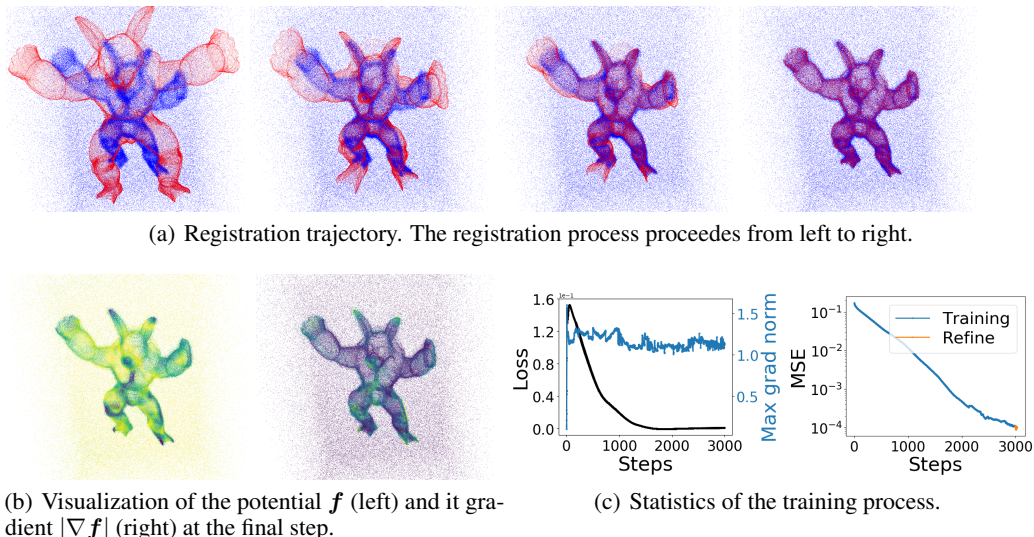 (a) Registration trajectory. The registration process proceedes from left to right.
1e−1
1.6
1.2
0.8
0.4
0.0
Loss
0
1000
2000
3000
Steps
1.5
1.0
0.5
Max grad norm
10⁻¹
10⁻²
10⁻³
10⁻⁴
MSE
Training
Refine
0
1000
2000
3000
Steps
(b) Visualization of the potential f (left) and it gra-
dient |∇f| (right) at the final step.
(c) Statistics of the training process.